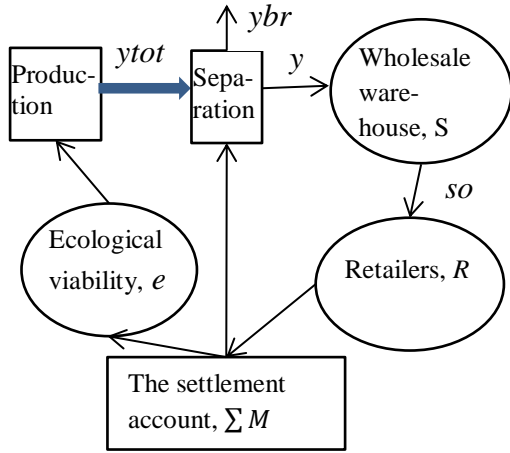 ybr
ytot
y
Produc-
tion
Sepa-
ration
Wholesale
ware-
house, S
so
Ecological
viability, e
Retailers, R
The settlement
account, ∑ M